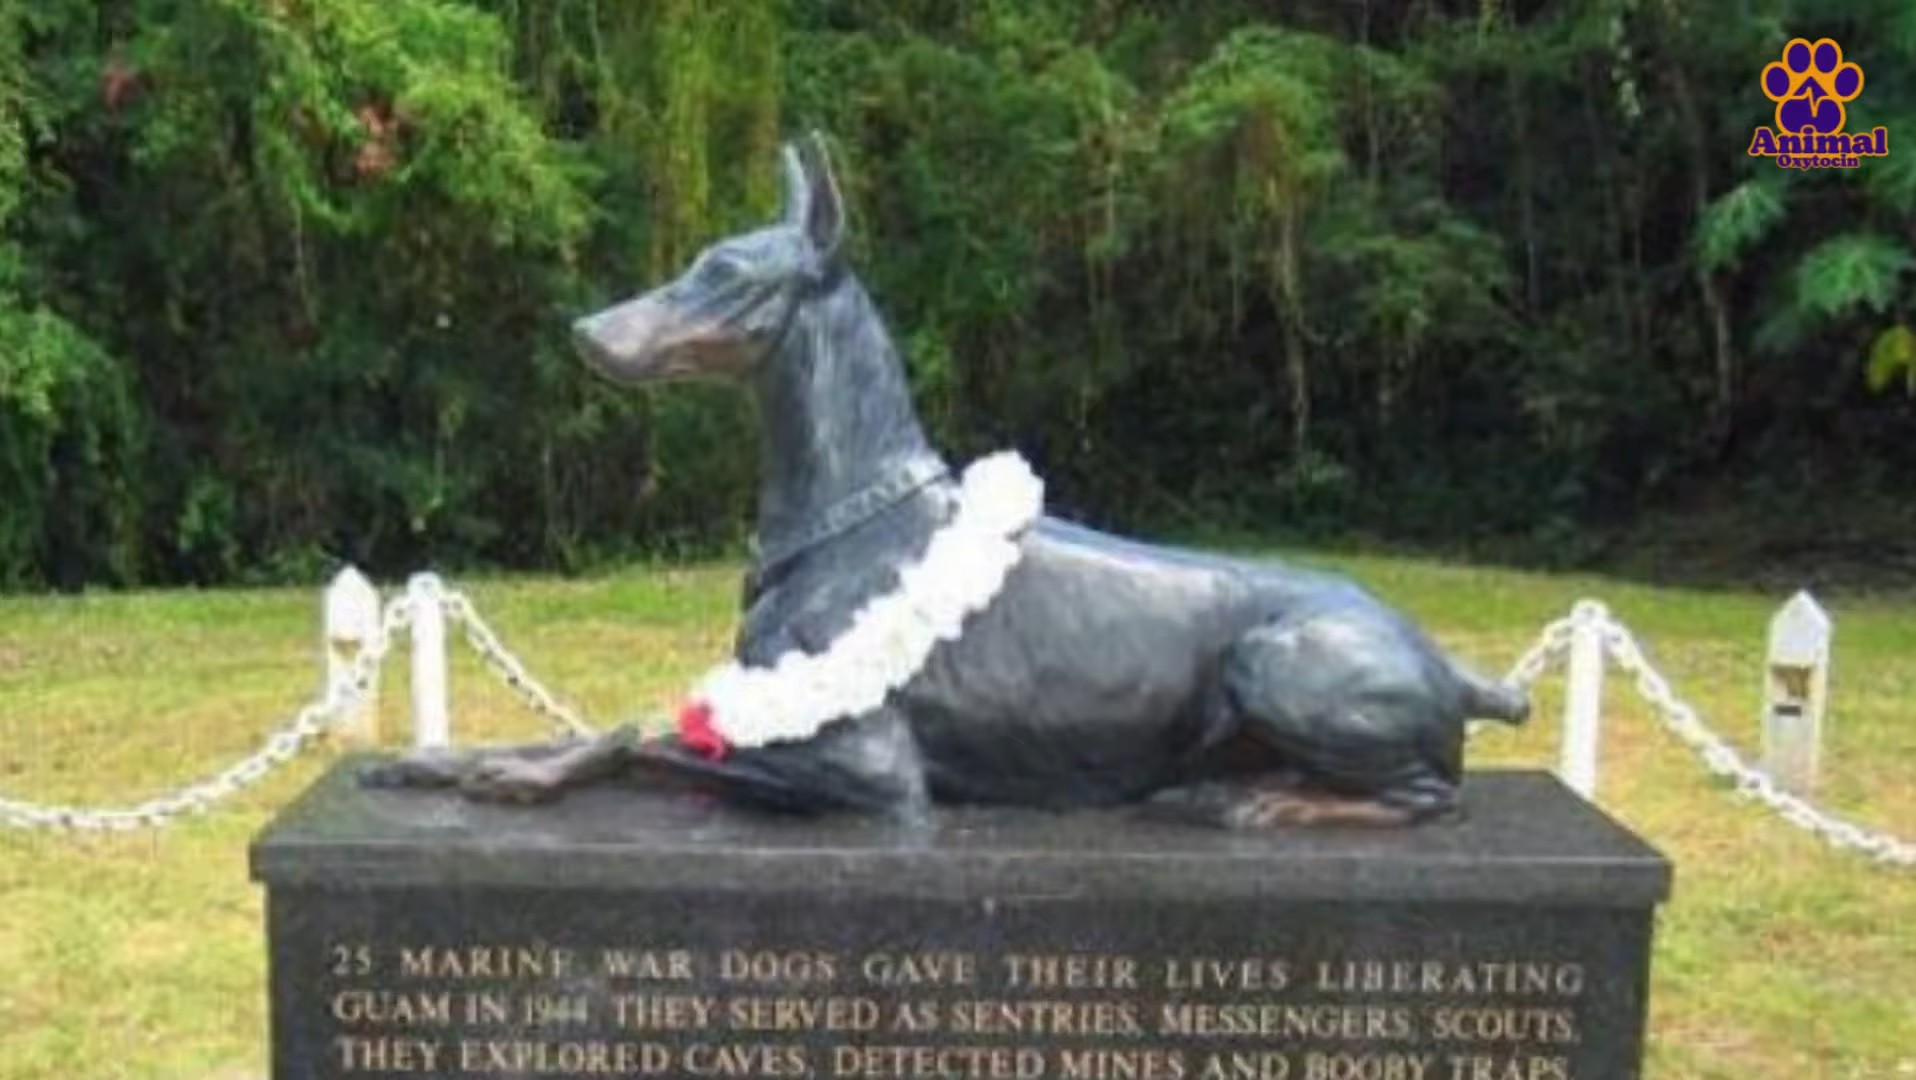 Animal
Oxytocin
25 MARINE WAR DOGS GAVE THEIR LIVES LIBERATING
GUAM IN 1944. THEY SERVED AS SENTRIES, MESSENGERS, SCOUTS.
THEY EXPLORED CAVES, DETECTED MINES AND BOOBY TRAPS.